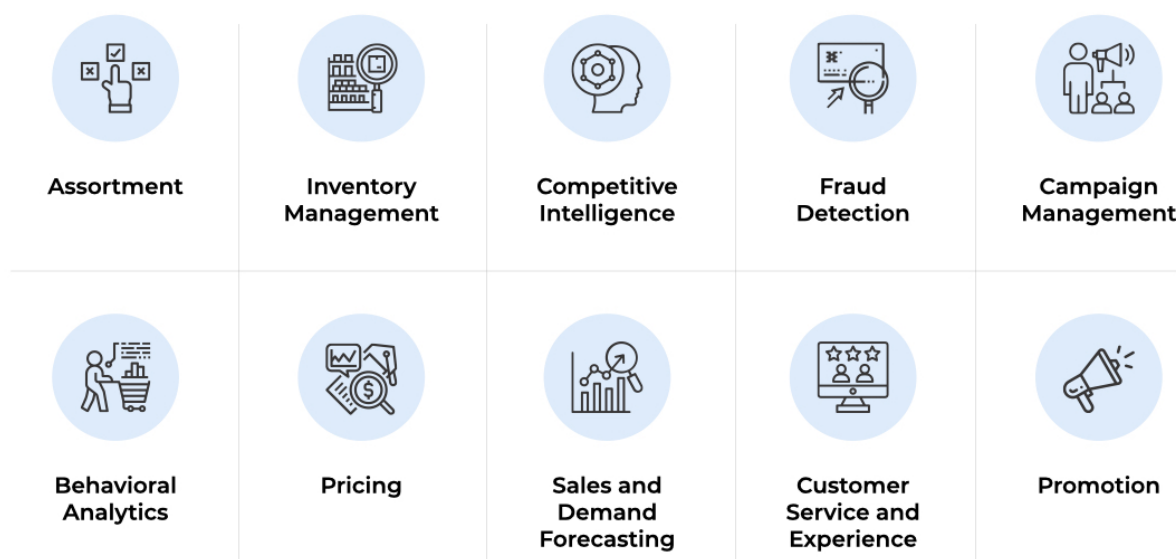 Assortment
Inventory
Management
Competitive
Intelligence
Fraud
Detection
Campaign
Management
Behavioral
Analytics
Pricing
Sales and
Demand
Forecasting
Customer
Service and
Experience
Promotion